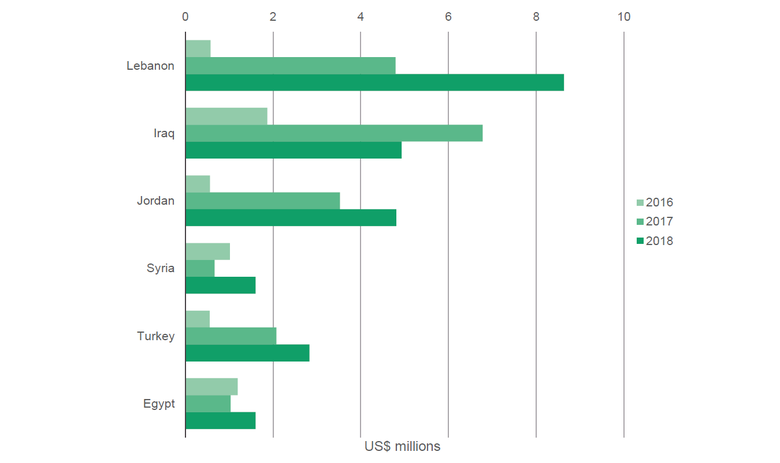 0 2 4 6 8 10
Lebanon
Iraq
Jordan
Syria
Turkey
Egypt
2016
2017
2018
US$ millions